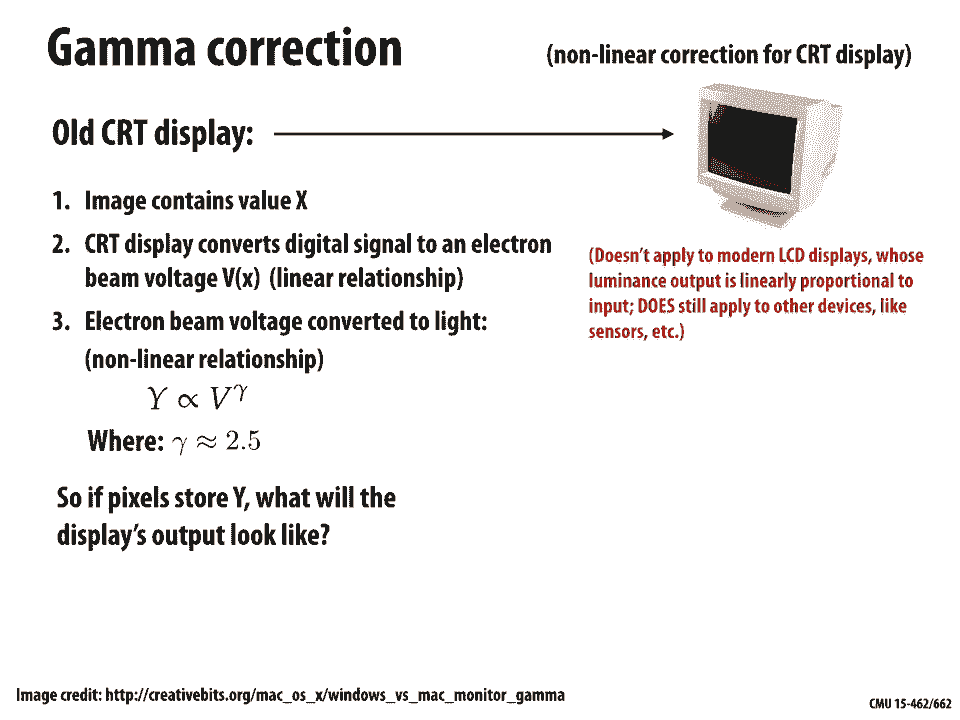 Gamma correction
(non-linear correction for CRT display)
Old CRT display:
1. Image contains value X
2. CRT display converts digital signal to an electron
beam voltage V(x) (linear relationship)
3. Electron beam voltage converted to light:
(non-linear relationship)
Y ∝ V^γ
Where: γ ≈ 2.5
So if pixels store Y, what will the
display's output look like?
(Doesn't apply to modern LCD displays, whose
luminance output is linearly proportional to
input; DOES still apply to other devices, like
sensors, etc.)
Image credit: http://creativebits.org/mac_os_x/windows_vs_mac_monitor_gamma
CMU 15-462/662